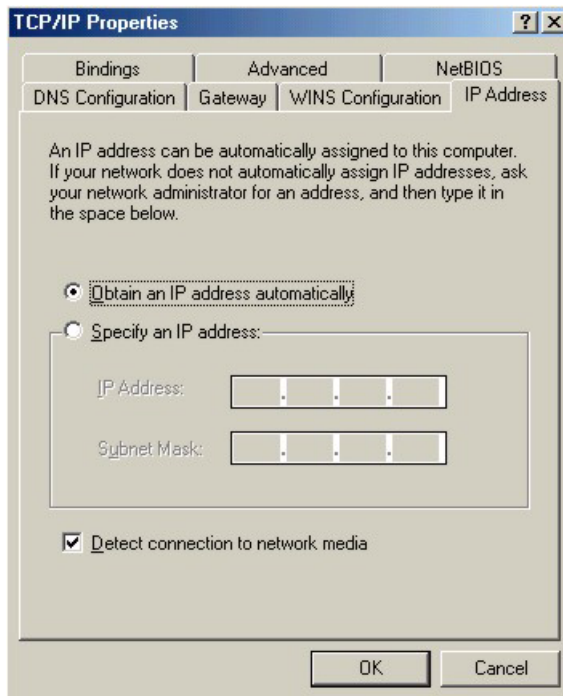 TCP/IP Properties
Bindings Advanced NetBIOS
DNS Configuration Gateway WINS Configuration IP Address
An IP address can be automatically assigned to this computer.
If your network does not automatically assign IP addresses, ask
your network administrator for an address, and then type it in
the space below.
Obtain an IP address automatically
Specify an IP address:
IP Address:
Subnet Mask:
Detect connection to network media
OK Cancel